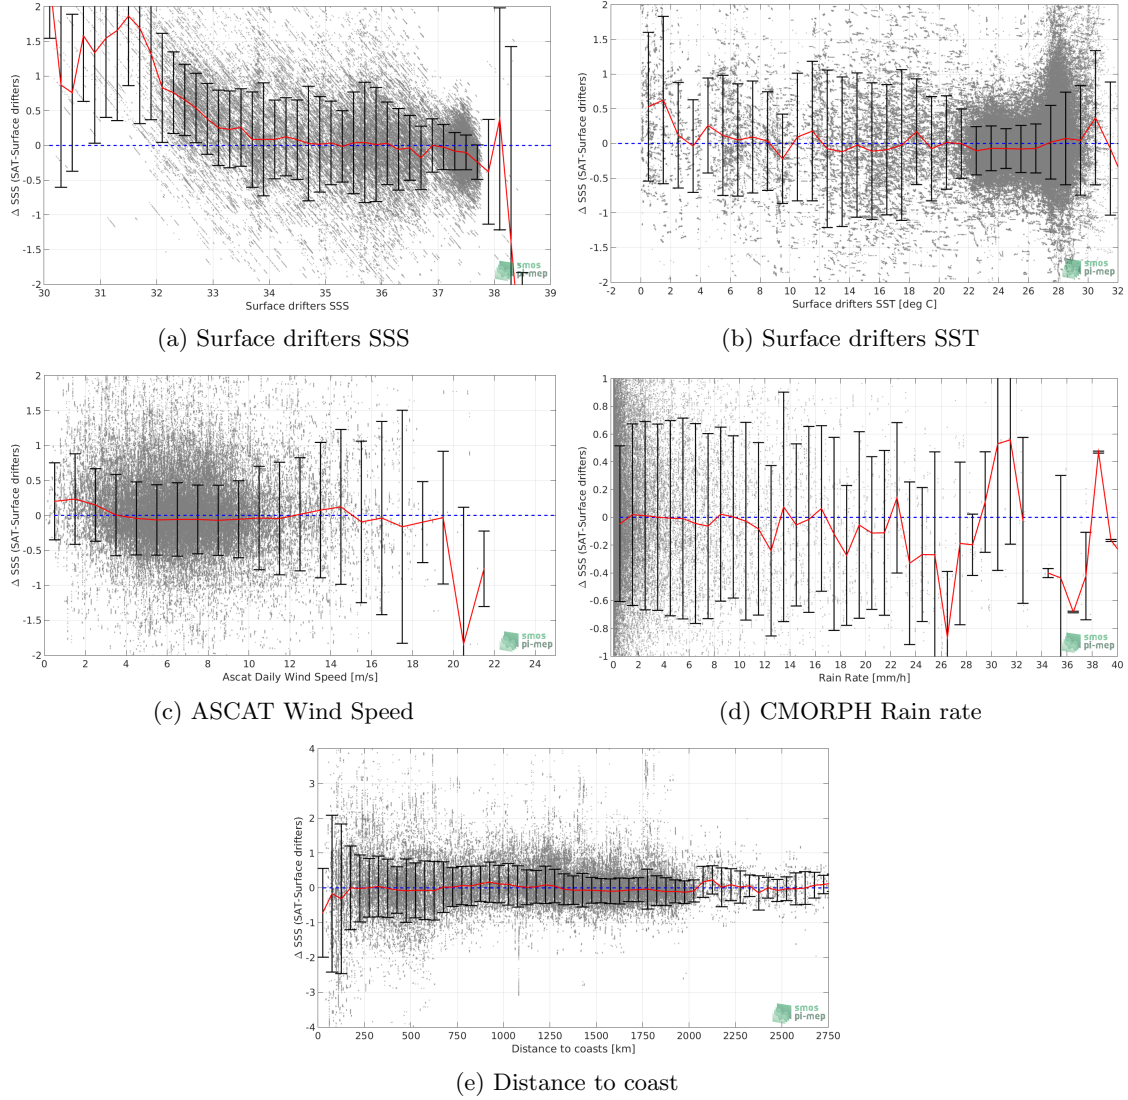 2
1.5
1
0.5
0
-0.5
-1
-1.5
-2
Δ SSS (SAT-Surface drifters)
30 31 32 33 34 35 36 37 38 39
Surface drifters SSS
smos
pi-mep
(a) Surface drifters SSS
2
1.5
1
0.5
0
-0.5
-1
-1.5
-2
Δ SSS (SAT-Surface drifters)
-2 0 2 4 6 8 10 12 14 16 18 20 22 24 26 28 30 32
Surface drifters SST [deg C]
smos
pi-mep
(b) Surface drifters SST
2
1.5
1
0.5
0
-0.5
-1
-1.5
-2
Δ SSS (SAT-Surface drifters)
0 2 4 6 8 10 12 14 16 18 20 22 24
Ascat Daily Wind Speed [m/s]
smos
pi-mep
(c) ASCAT Wind Speed
1
0.8
0.6
0.4
0.2
0
-0.2
-0.4
-0.6
-0.8
-1
Δ SSS (SAT-Surface drifters)
0 2 4 6 8 10 12 14 16 18 20 22 24 26 28 30 32 34 36 38 40
Rain Rate [mm/h]
smos
pi-mep
(d) CMORPH Rain rate
4
3
2
1
0
-1
-2
-3
-4
Δ SSS (SAT-Surface drifters)
0 250 500 750 1000 1250 1500 1750 2000 2250 2500 2750
Distance to coasts [km]
smos
pi-mep
(e) Distance to coast